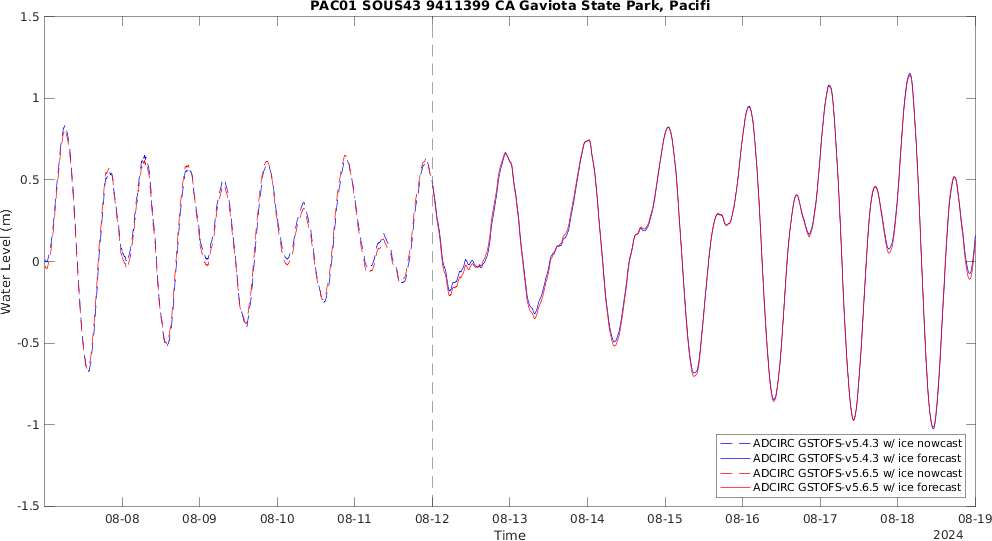 PAC01 SOUS43 9411399 CA Gaviota State Park, Pacifi
1.5
1
0.5
0
-0.5
-1
-1.5
Water Level (m)
ADCIRC GSTOFS-v5.4.3 w/ ice nowcast
ADCIRC GSTOFS-v5.4.3 w/ ice forecast
ADCIRC GSTOFS-v5.6.5 w/ ice nowcast
ADCIRC GSTOFS-v5.6.5 w/ ice forecast
08-08 08-09 08-10 08-11 08-12 08-13 08-14 08-15 08-16 08-17 08-18 08-19
Time
2024